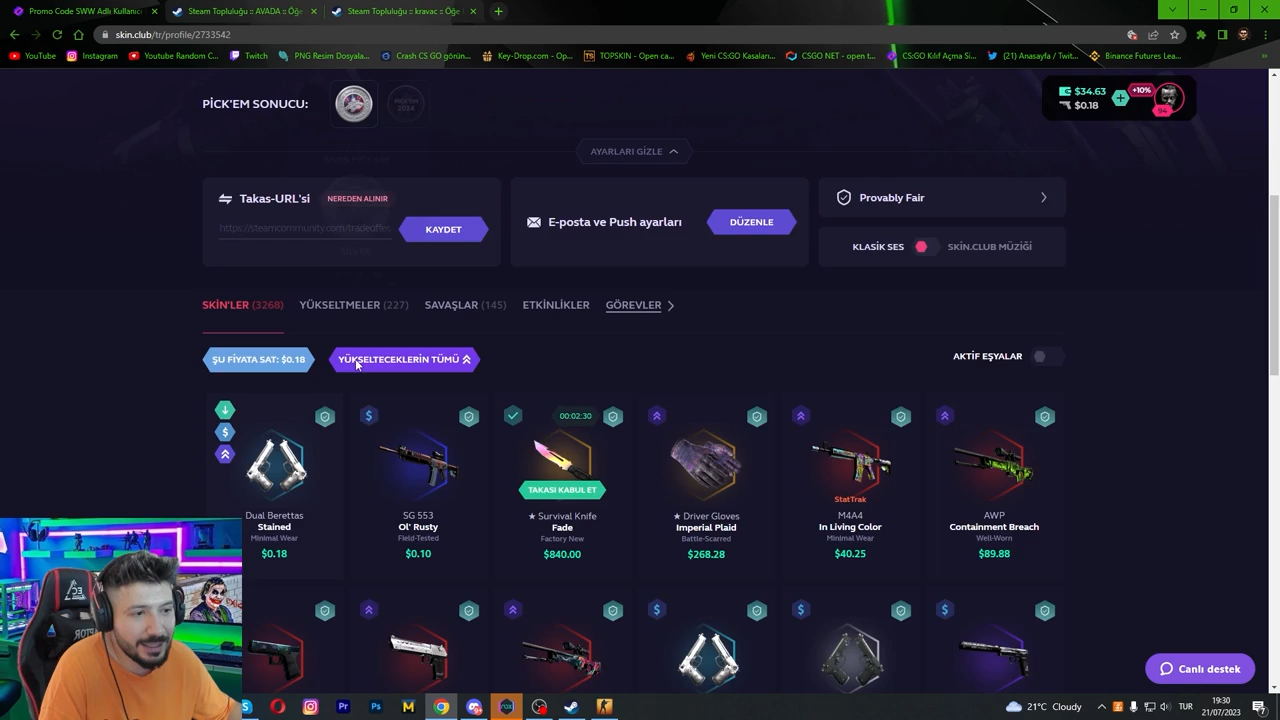 Promo Code SWW Adlı Kullanıcı
Steam Topluluğu :: AVADA :: Öğe
Steam Topluluğu :: kravac :: Öğe
skin.club/tr/profile/2733542
YouTube
Instagram
Youtube Random C...
Twitch
PNG Resim Dosyala...
Crash CS GO görün...
Key-Drop.com - Op...
TOPSKIN - Open ca...
Yeni CS:GO Kasaları...
CSGO NET - open t...
CS:GO Kılıf Açma Si...
(21) Anasayfa / Twit...
Binance Futures Lea...
PİCK'EM SONUCU:
$34.63
+10%
$0.18
94
AYARLARI GİZLE
Takas-URL'si
NEREDEN ALINIR
https://steamcommunity.com/tradeoffer
KAYDET
E-posta ve Push ayarları
DÜZENLE
Provably Fair
KLASİK SES
SKIN.CLUB MÜZİĞİ
SKİN'LER (3268)
YÜKSELTMELER (227)
SAVAŞLAR (145)
ETKİNLİKLER
GÖREVLER
ŞU FİYATA SAT: $0.18
YÜKSELTECEKLERİN TÜMÜ
AKTİF EŞYALAR
00:02:30
TAKASI KABUL ET
StatTrak
Dual Berettas
Stained
Minimal Wear
$0.18
SG 553
Ol' Rusty
Field-Tested
$0.10
★ Survival Knife
Fade
Factory New
$840.00
★ Driver Gloves
Imperial Plaid
Battle-Scarred
$268.28
M4A4
In Living Color
Minimal Wear
$40.25
AWP
Containment Breach
Well-Worn
$89.88
Canlı destek
21°C Cloudy
TUR
19:30
21/07/2023